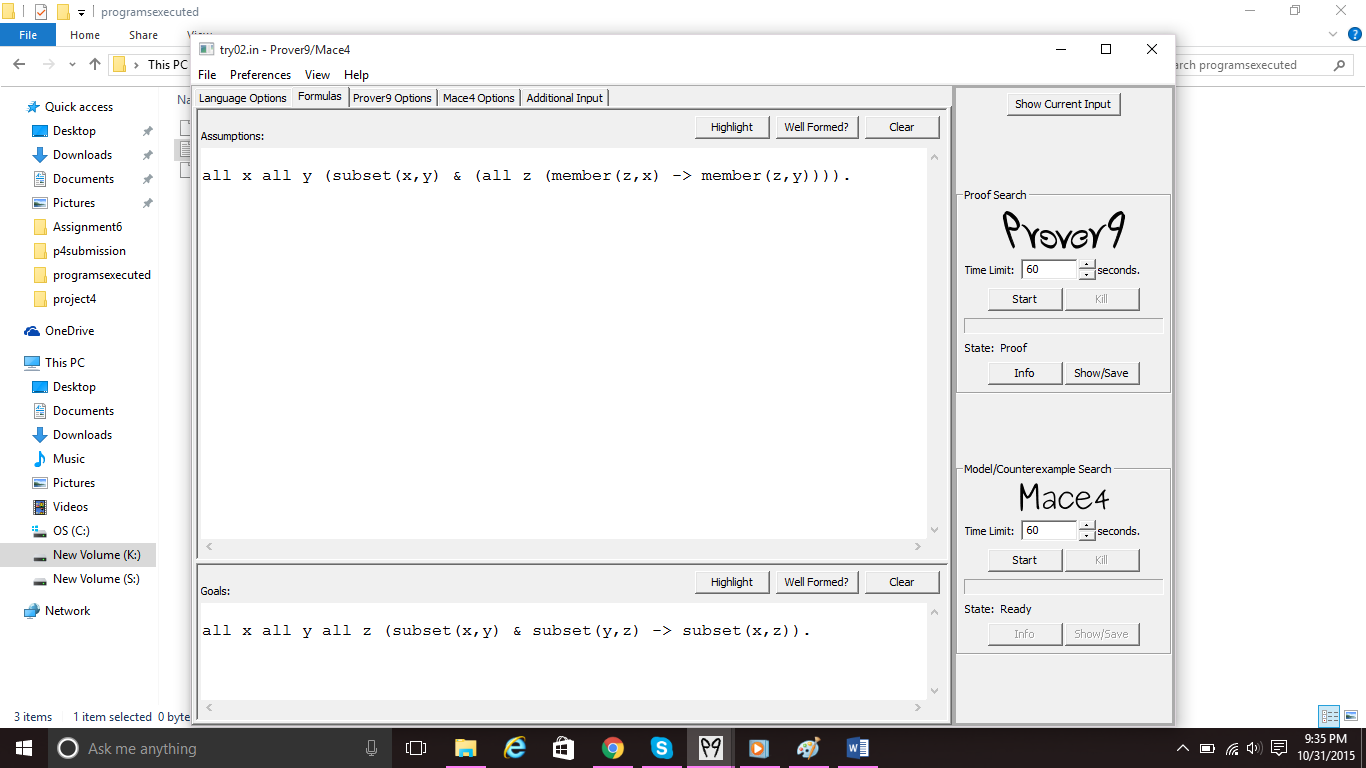 programsexecuted
File Home Share View
This PC
Search programsexecuted
Quick access
Desktop
Downloads
Documents
Pictures
Assignment6
p4submission
programsexecuted
project4
OneDrive
This PC
Desktop
Documents
Downloads
Music
Pictures
Videos
OS (C:)
New Volume (K:)
New Volume (S:)
Network
3 items 1 item selected 0 byte
Na
try02.in - Prover9/Mace4
File Preferences View Help
Language Options Formulas Prover9 Options Mace4 Options Additional Input
Assumptions:
Highlight Well Formed? Clear
all x all y (subset(x,y) & (all z (member(z,x) -> member(z,y)))).
Goals:
Highlight Well Formed? Clear
all x all y all z (subset(x,y) & subset(y,z) -> subset(x,z)).
Show Current Input
Proof Search
Prover9
Time Limit: 60 seconds.
Start Kill
State: Proof
Info Show/Save
Model/Counterexample Search
Mace4
Time Limit: 60 seconds.
Start Kill
State: Ready
Info Show/Save
Ask me anything
P9
9:35 PM
10/31/2015